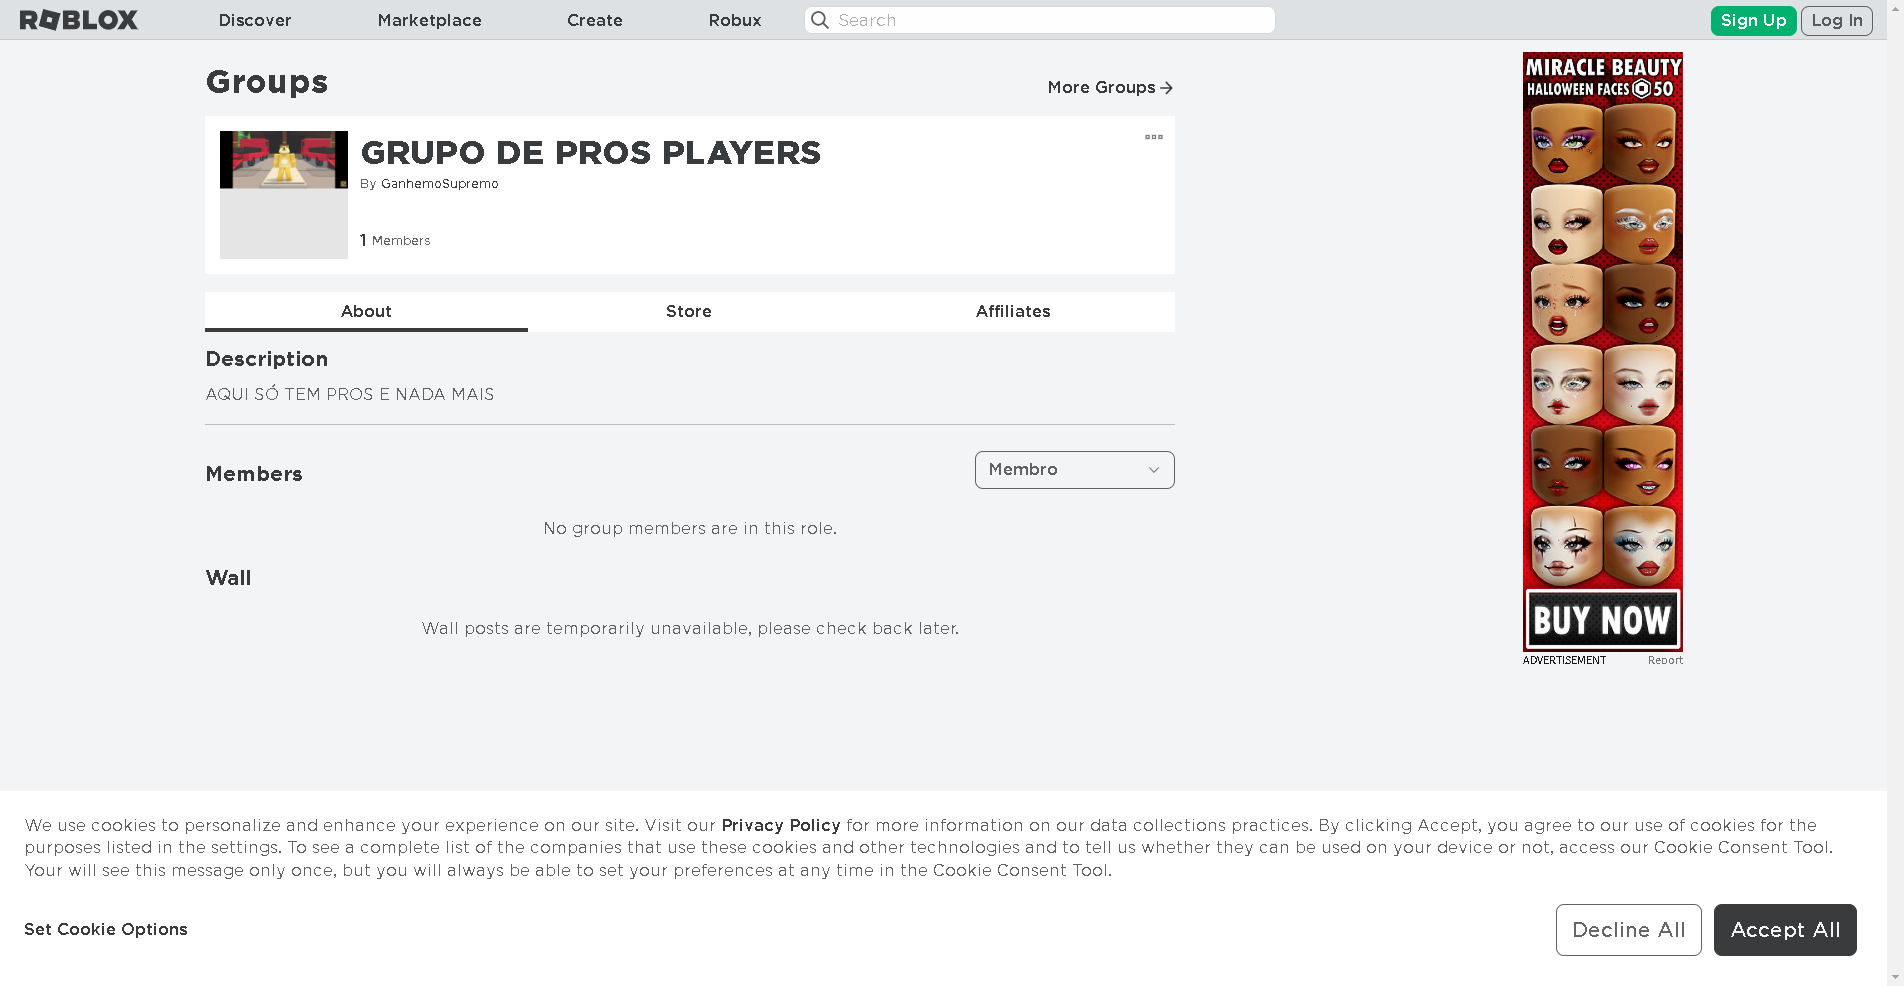 ROBLOX
Discover
Marketplace
Create
Robux
Search
Sign Up
Log In
Groups
More Groups
GRUPO DE PROS PLAYERS
By GanhemoSupremo
1 Members
About
Store
Affiliates
Description
AQUI SÓ TEM PROS E NADA MAIS
Members
Membro
No group members are in this role.
Wall
Wall posts are temporarily unavailable, please check back later.
MIRACLE BEAUTY
HALLOWEEN FACES 50
BUY NOW
ADVERTISEMENT
Report
We use cookies to personalize and enhance your experience on our site. Visit our Privacy Policy for more information on our data collections practices. By clicking Accept, you agree to our use of cookies for the
purposes listed in the settings. To see a complete list of the companies that use these cookies and other technologies and to tell us whether they can be used on your device or not, access our Cookie Consent Tool.
Your will see this message only once, but you will always be able to set your preferences at any time in the Cookie Consent Tool.
Set Cookie Options
Decline All
Accept All